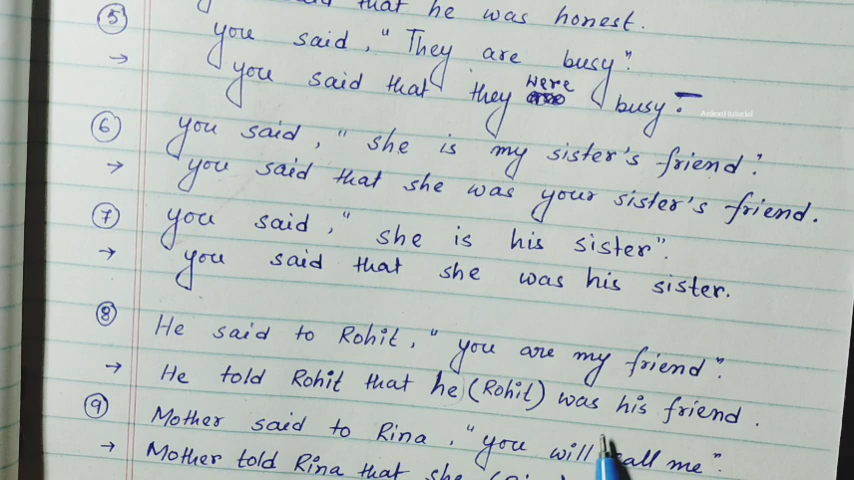 that he was honest.
⑤ you said, "They are busy".
→ you said that they were busy.
⑥ you said, " she is my sister's friend".
→ you said that she was your sister's friend.
⑦ you said, " she is his sister".
→ you said that she was his sister.
⑧ He said to Rohit, " you are my friend".
→ He told Rohit that he (Rohit) was his friend.
⑨ Mother said to Rina, "you will call me".
→ Mother told Rina that she